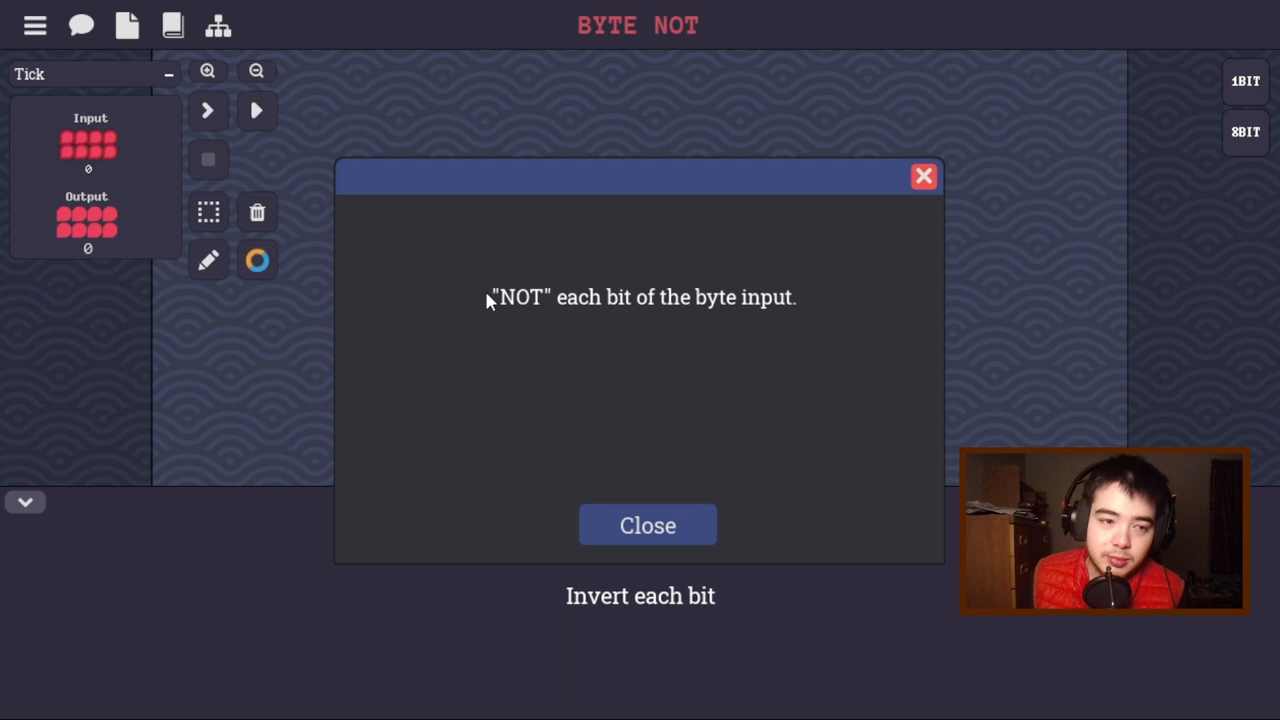 BYTE NOT
Tick
Input
0
Output
0
1BIT
8BIT
"NOT" each bit of the byte input.
Close
Invert each bit